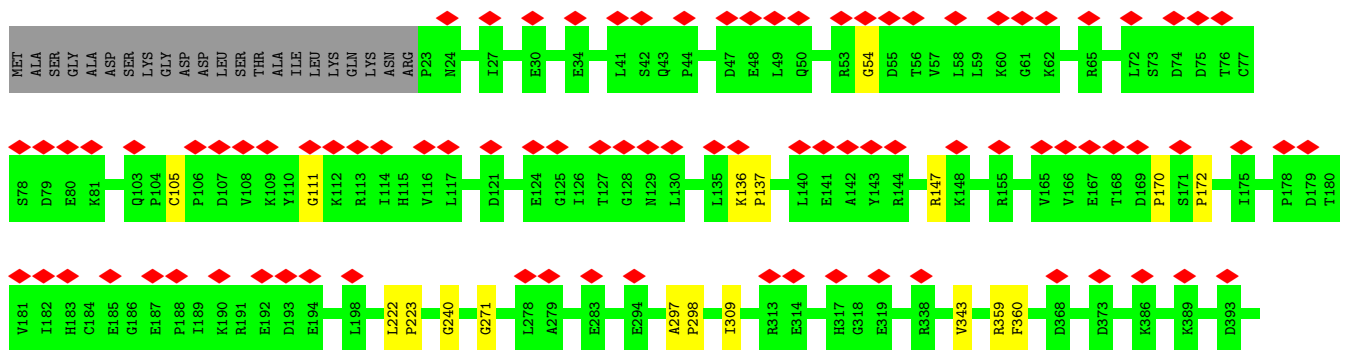 MET ALA SER GLY ALA ASP SER LYS GLY ASP ASP LEU SER THR ALA ILE LEU LYS GLN LYS ASN ARG P23 N24 I27 E30 E34 L41 S42 Q43 P44 D47 E48 L49 Q50 R53 G54 D55 T56 V57 L58 L59 K60 G61 K62 R65 L72 S73 D74 D75 T76 C77
S78 D79 E80 K81 Q103 P104 C105 P106 D107 V108 K109 Y110 G111 K112 R113 I114 H115 V116 L117 D121 E124 G125 I126 T127 G128 N129 L130 L135 K136 P137 L140 E141 A142 Y143 R144 R147 K148 R155 V165 V166 E167 T168 D169 P170 S171 P172 I175 P178 D179 T180
V181 I182 H183 C184 E185 G186 E187 P188 I189 K190 R191 E192 D193 E194 L198 L222 P223 G240 G271 L278 A279 E283 E294 A297 P298 I309 R313 E314 H317 G318 E319 R338 V343 R359 F360 D368 D373 K386 K389 D393